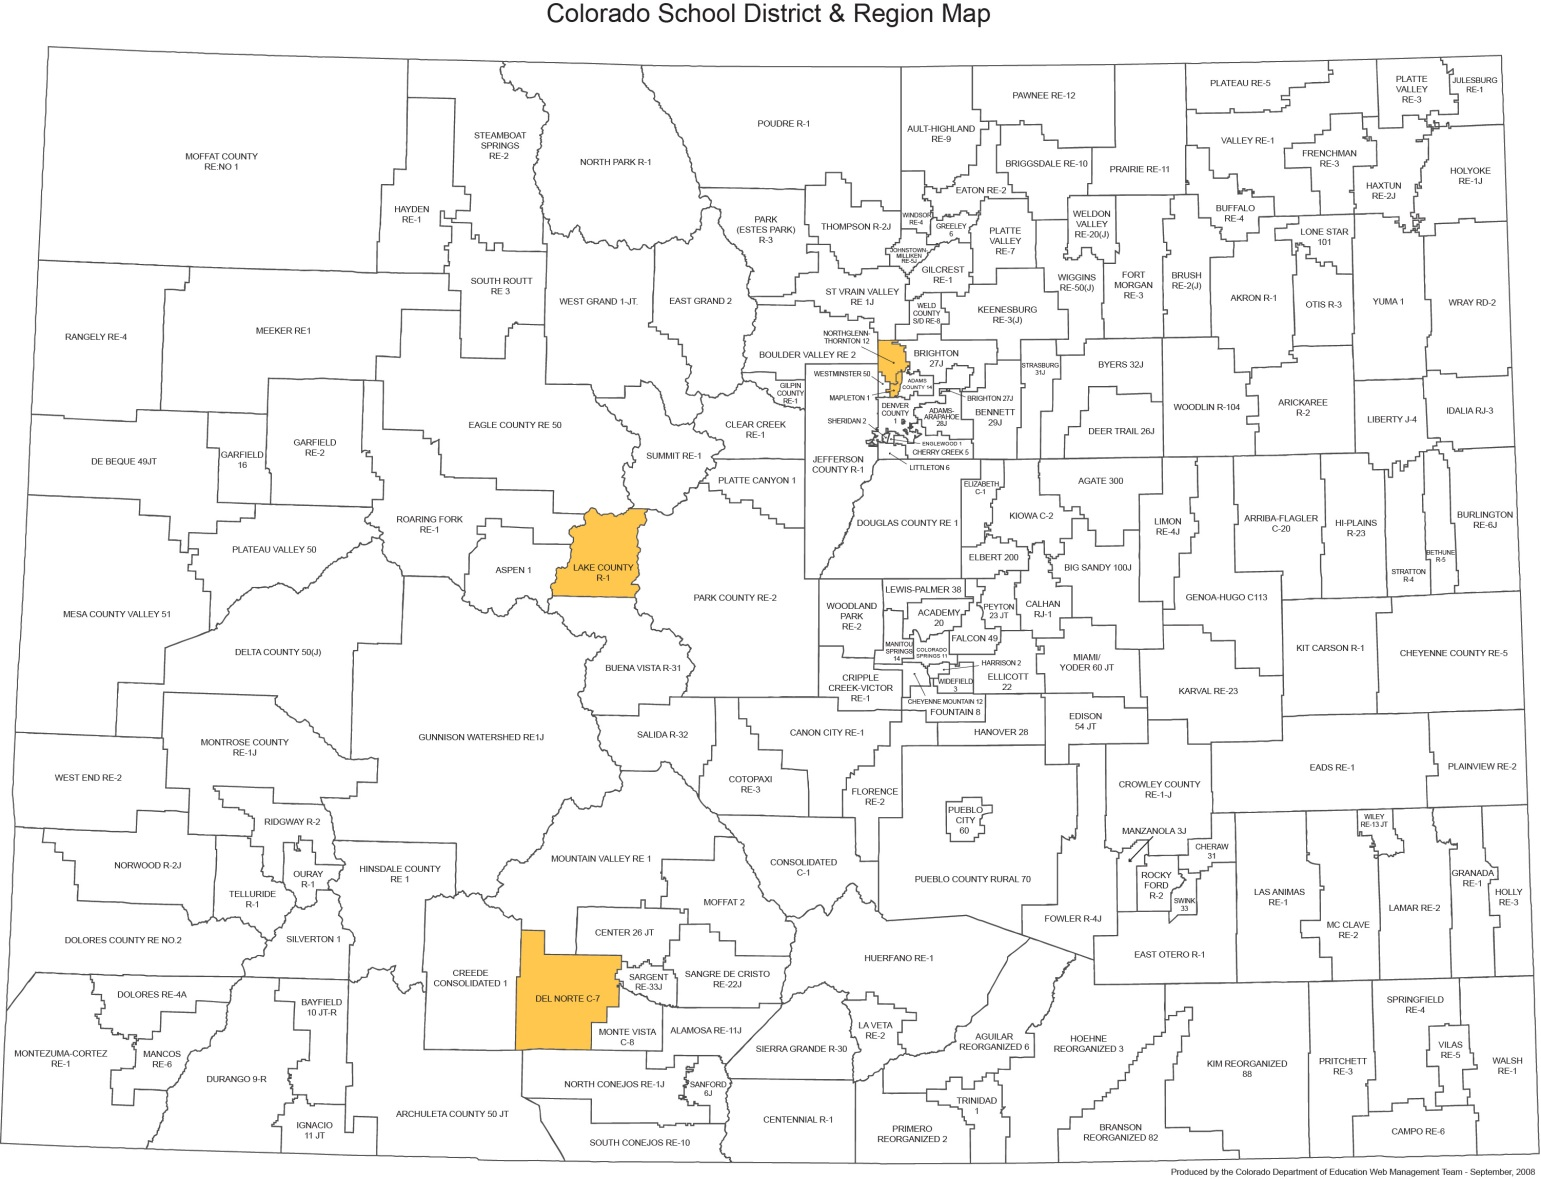 Colorado School District & Region Map
MOFFAT COUNTY
RE:NO 1
HAYDEN
RE-1
STEAMBOAT
SPRINGS
RE-2
NORTH PARK R-1
POUDRE R-1
AULT-HIGHLAND
RE-9
PAWNEE RE-12
BRIGGSDALE RE-10
PRAIRIE RE-11
PLATEAU RE-5
VALLEY RE-1
FRENCHMAN
RE-3
PLATTE
VALLEY
RE-3
JULESBURG
RE-1
HOLYOKE
RE-1J
HAXTUN
RE-2J
BUFFALO
RE-4
LONE STAR
101
EATON RE-2
WINDSOR
RE-4
GREELEY
6
PLATTE
VALLEY
RE-7
WELDON
VALLEY
RE-20(J)
PARK
(ESTES PARK)
R-3
THOMPSON R-2J
JOHNSTOWN-
MILLIKEN
RE-5J
GILCREST
RE-1
ST VRAIN VALLEY
RE 1J
WELD
COUNTY
S/D RE-8
KEENESBURG
RE-3(J)
WIGGINS
RE-50(J)
FORT
MORGAN
RE-3
BRUSH
RE-2(J)
AKRON R-1
OTIS R-3
YUMA 1
WRAY RD-2
SOUTH ROUTT
RE 3
WEST GRAND 1-JT.
EAST GRAND 2
RANGELY RE-4
MEEKER RE1
NORTHGLENN-
THORNTON 12
BOULDER VALLEY RE 2
BRIGHTON
27J
WESTMINSTER 50
ADAMS
COUNTY 14
GILPIN
COUNTY
RE-1
MAPLETON 1
BRIGHTON 27J
STRASBURG
31J
BYERS 32J
WOODLIN R-104
ARICKAREE
R-2
LIBERTY J-4
IDALIA RJ-3
DENVER
COUNTY
1
ADAMS-
ARAPAHOE
28J
BENNETT
29J
DEER TRAIL 26J
SHERIDAN 2
ENGLEWOOD 1
CHERRY CREEK 5
LITTLETON 6
CLEAR CREEK
RE-1
JEFFERSON
COUNTY R-1
EAGLE COUNTY RE 50
SUMMIT RE-1
PLATTE CANYON 1
GARFIELD
RE-2
GARFIELD
16
DE BEQUE 49JT
ROARING FORK
RE-1
PLATEAU VALLEY 50
ASPEN 1
LAKE COUNTY
R-1
DOUGLAS COUNTY RE 1
ELIZABETH
C-1
KIOWA C-2
AGATE 300
LIMON
RE-4J
ARRIBA-FLAGLER
C-20
HI-PLAINS
R-23
STRATTON
R-4
BETHUNE
R-5
BURLINGTON
RE-6J
ELBERT 200
BIG SANDY 100J
GENOA-HUGO C113
MESA COUNTY VALLEY 51
DELTA COUNTY 50(J)
PARK COUNTY RE-2
BUENA VISTA R-31
WOODLAND
PARK
RE-2
LEWIS-PALMER 38
ACADEMY
20
PEYTON
23 JT
CALHAN
RJ-1
FALCON 49
MANITOU
SPRINGS
14
COLORADO
SPRINGS 11
HARRISON 2
MIAMI/
YODER 60 JT
KIT CARSON R-1
CHEYENNE COUNTY RE-5
CRIPPLE
CREEK-VICTOR
RE-1
WIDEFIELD
3
ELLICOTT
22
KARVAL RE-23
CHEYENNE MOUNTAIN 12
FOUNTAIN 8
EDISON
54 JT
HANOVER 28
CANON CITY RE-1
SALIDA R-32
GUNNISON WATERSHED RE1J
MONTROSE COUNTY
RE-1J
WEST END RE-2
COTOPAXI
RE-3
FLORENCE
RE-2
EADS RE-1
PLAINVIEW RE-2
CROWLEY COUNTY
RE-1-J
PUEBLO
CITY
60
MANZANOLA 3J
CHERAW
31
WILEY
RE-13 JT
RIDGWAY R-2
NORWOOD R-2J
OURAY
R-1
TELLURIDE
R-1
HINSDALE COUNTY
RE 1
MOUNTAIN VALLEY RE 1
CONSOLIDATED
C-1
PUEBLO COUNTY RURAL 70
ROCKY
FORD
R-2
SWINK
33
LAS ANIMAS
RE-1
GRANADA
RE-1
HOLLY
RE-3
LAMAR RE-2
MC CLAVE
RE-2
FOWLER R-4J
EAST OTERO R-1
MOFFAT 2
CENTER 26 JT
DOLORES COUNTY RE NO.2
SILVERTON 1
CREEDE
CONSOLIDATED 1
DEL NORTE C-7
SARGENT
RE-33J
SANGRE DE CRISTO
RE-22J
HUERFANO RE-1
DOLORES RE-4A
BAYFIELD
10 JT-R
MONTE VISTA
C-8
ALAMOSA RE-11J
LA VETA
RE-2
SIERRA GRANDE R-30
AGUILAR
REORGANIZED 6
HOEHNE
REORGANIZED 3
KIM REORGANIZED
88
PRITCHETT
RE-3
SPRINGFIELD
RE-4
VILAS
RE-5
WALSH
RE-1
MONTEZUMA-CORTEZ
RE-1
MANCOS
RE-6
DURANGO 9-R
IGNACIO
11 JT
ARCHULETA COUNTY 50 JT
NORTH CONEJOS RE-1J
SANFORD
6J
SOUTH CONEJOS RE-10
CENTENNIAL R-1
PRIMERO
REORGANIZED 2
TRINIDAD
1
BRANSON
REORGANIZED 82
CAMPO RE-6
Produced by the Colorado Department of Education Web Management Team - September, 2008